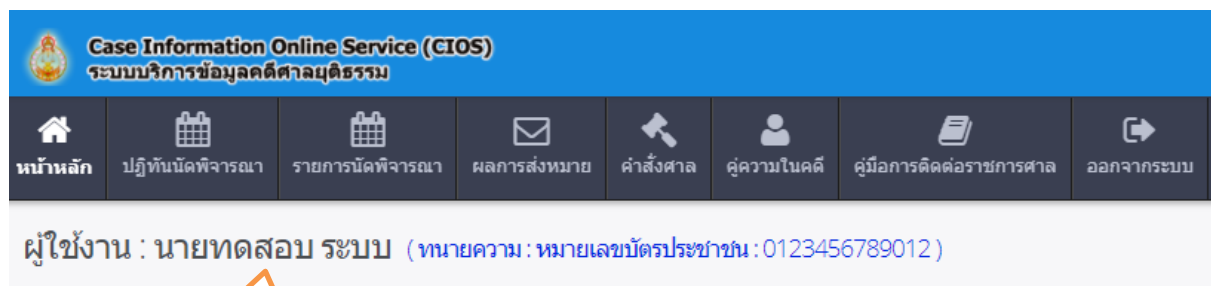 Case Information Online Service (CIOS)
ระบบบริการข้อมูลคดีศาลยุติธรรม
หน้าหลัก ปฏิทินนัดพิจารณา รายการนัดพิจารณา ผลการส่งหมาย คำสั่งศาล คู่ความในคดี คู่มือการติดต่อราชการศาล ออกจากระบบ
ผู้ใช้งาน : นายทดสอบ ระบบ ( ทนายความ : หมายเลขบัตรประชาชน : 0123456789012 )